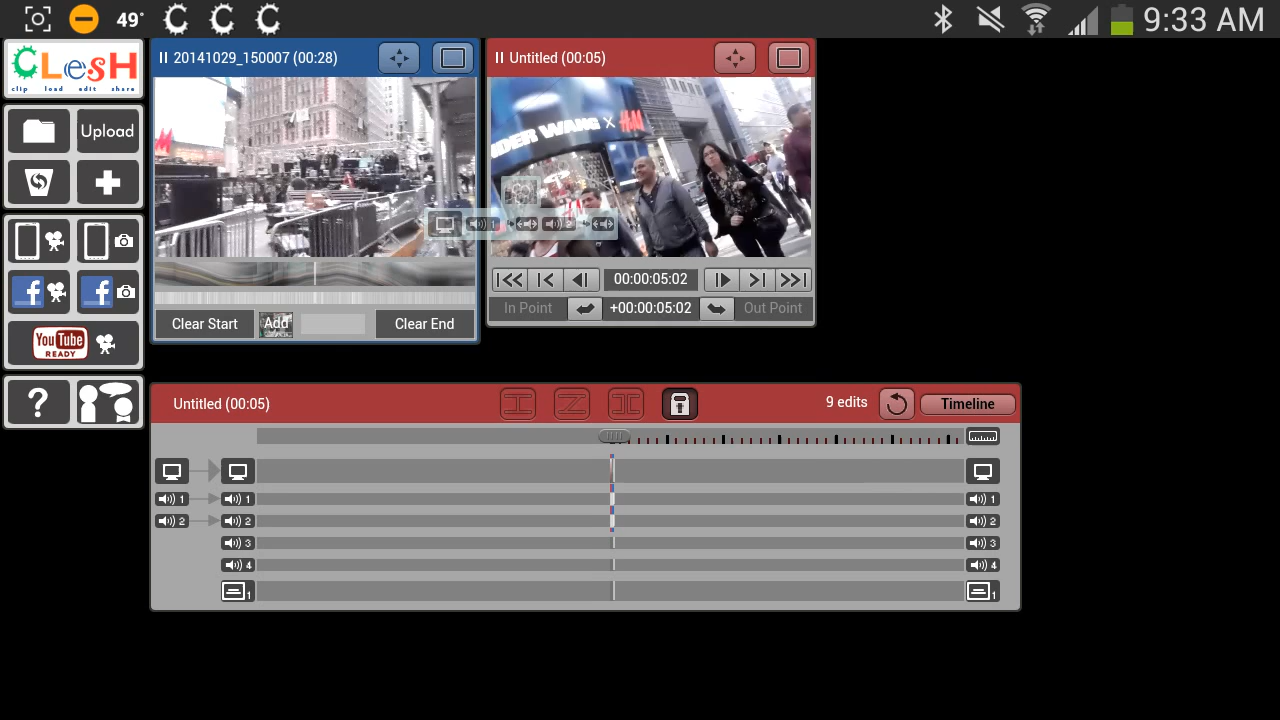 49°
9:33 AM
CLesH
clip load edit share
Upload
YouTube
READY
?
20141029_150007 (00:28)
Clear Start
Add
Clear End
Untitled (00:05)
DER WANG X H&M
1
2
00:00:05:02
In Point
+00:00:05:02
Out Point
Untitled (00:05)
9 edits
Timeline
1 1 1
2 2 2
3 3
4 4
1 1